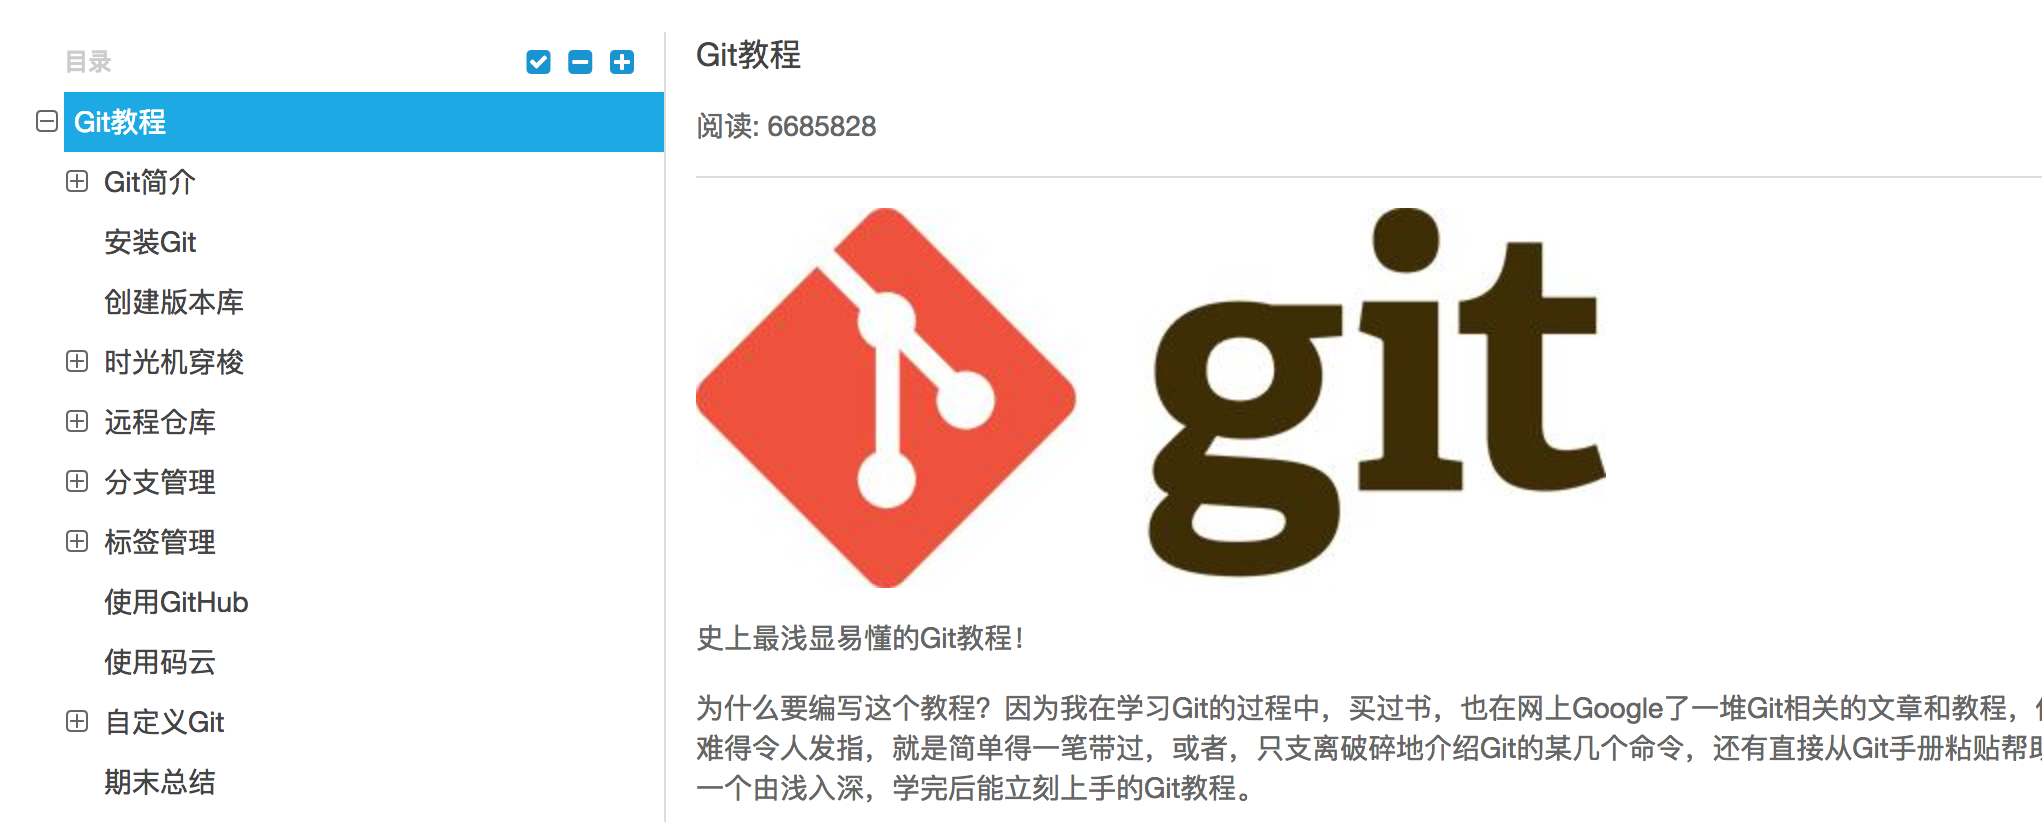 目录
Git教程
Git简介
安装Git
创建版本库
时光机穿梭
远程仓库
分支管理
标签管理
使用GitHub
使用码云
自定义Git
期末总结
Git教程
阅读: 6685828
git
史上最浅显易懂的Git教程！
为什么要编写这个教程？因为我在学习Git的过程中，买过书，也在网上Google了一堆Git相关的文章和教程，
难得令人发指，就是简单得一笔带过，或者，只支离破碎地介绍Git的某几个命令，还有直接从Git手册粘贴帮
一个由浅入深，学完后能立刻上手的Git教程。